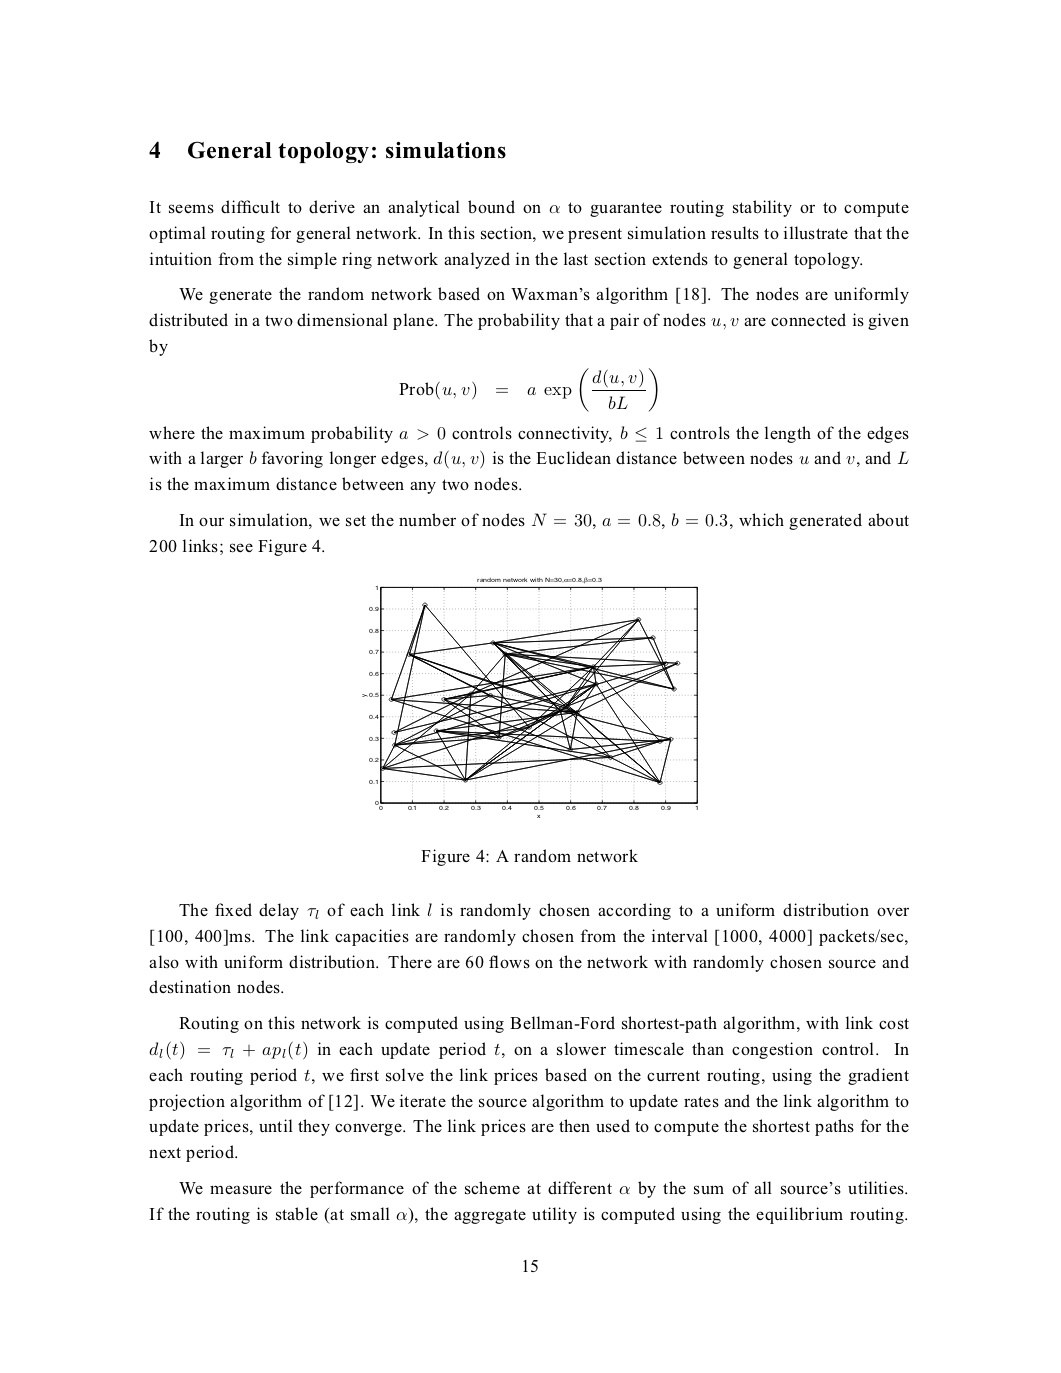 4 General topology: simulations
It seems difficult to derive an analytical bound on α to guarantee routing stability or to compute
optimal routing for general network. In this section, we present simulation results to illustrate that the
intuition from the simple ring network analyzed in the last section extends to general topology.
We generate the random network based on Waxman's algorithm [18]. The nodes are uniformly
distributed in a two dimensional plane. The probability that a pair of nodes u, v are connected is given
by
Prob(u, v) = a exp ( d(u, v) / bL )
where the maximum probability a > 0 controls connectivity, b ≤ 1 controls the length of the edges
with a larger b favoring longer edges, d(u, v) is the Euclidean distance between nodes u and v, and L
is the maximum distance between any two nodes.
In our simulation, we set the number of nodes N = 30, a = 0.8, b = 0.3, which generated about
200 links; see Figure 4.
random network with N=30,α=0.8,β=0.3
1
0.9
0.8
0.7
0.6
0.5
0.4
0.3
0.2
0.1
0
y
0 0.1 0.2 0.3 0.4 0.5 0.6 0.7 0.8 0.9 1
x
Figure 4: A random network
The fixed delay τl of each link l is randomly chosen according to a uniform distribution over
[100, 400]ms. The link capacities are randomly chosen from the interval [1000, 4000] packets/sec,
also with uniform distribution. There are 60 flows on the network with randomly chosen source and
destination nodes.
Routing on this network is computed using Bellman-Ford shortest-path algorithm, with link cost
dl(t) = τl + apl(t) in each update period t, on a slower timescale than congestion control. In
each routing period t, we first solve the link prices based on the current routing, using the gradient
projection algorithm of [12]. We iterate the source algorithm to update rates and the link algorithm to
update prices, until they converge. The link prices are then used to compute the shortest paths for the
next period.
We measure the performance of the scheme at different α by the sum of all source's utilities.
If the routing is stable (at small α), the aggregate utility is computed using the equilibrium routing.
15